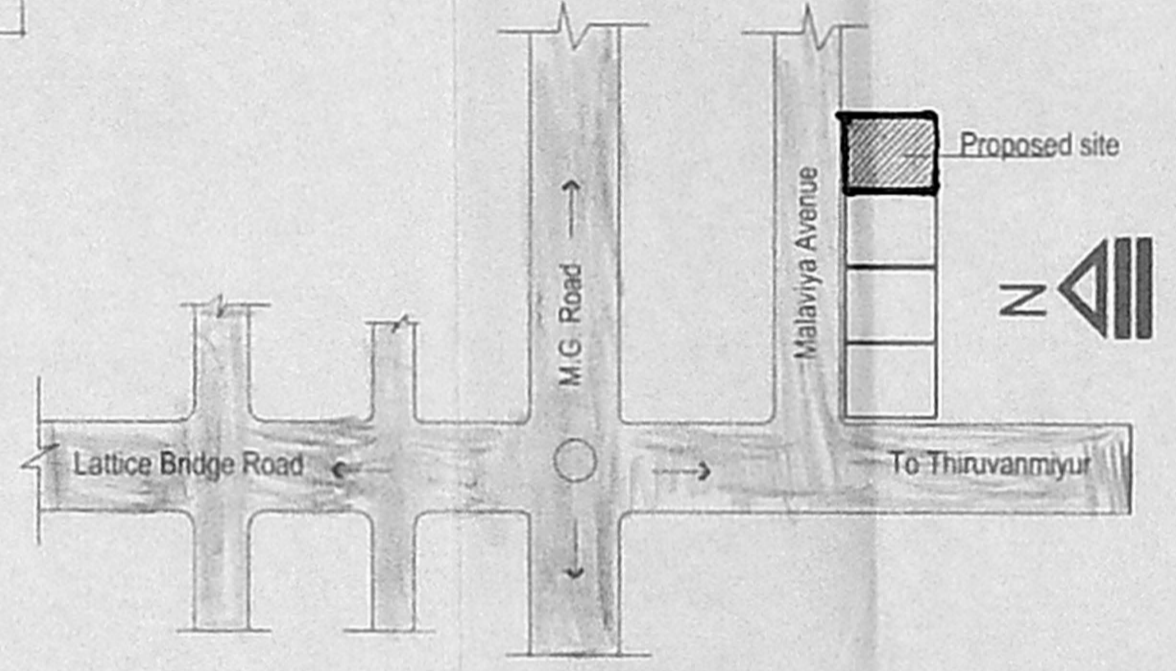 Proposed site
Malaviya Avenue
M.G. Road
N
Lattice Bridge Road
To Thiruvanmiyur